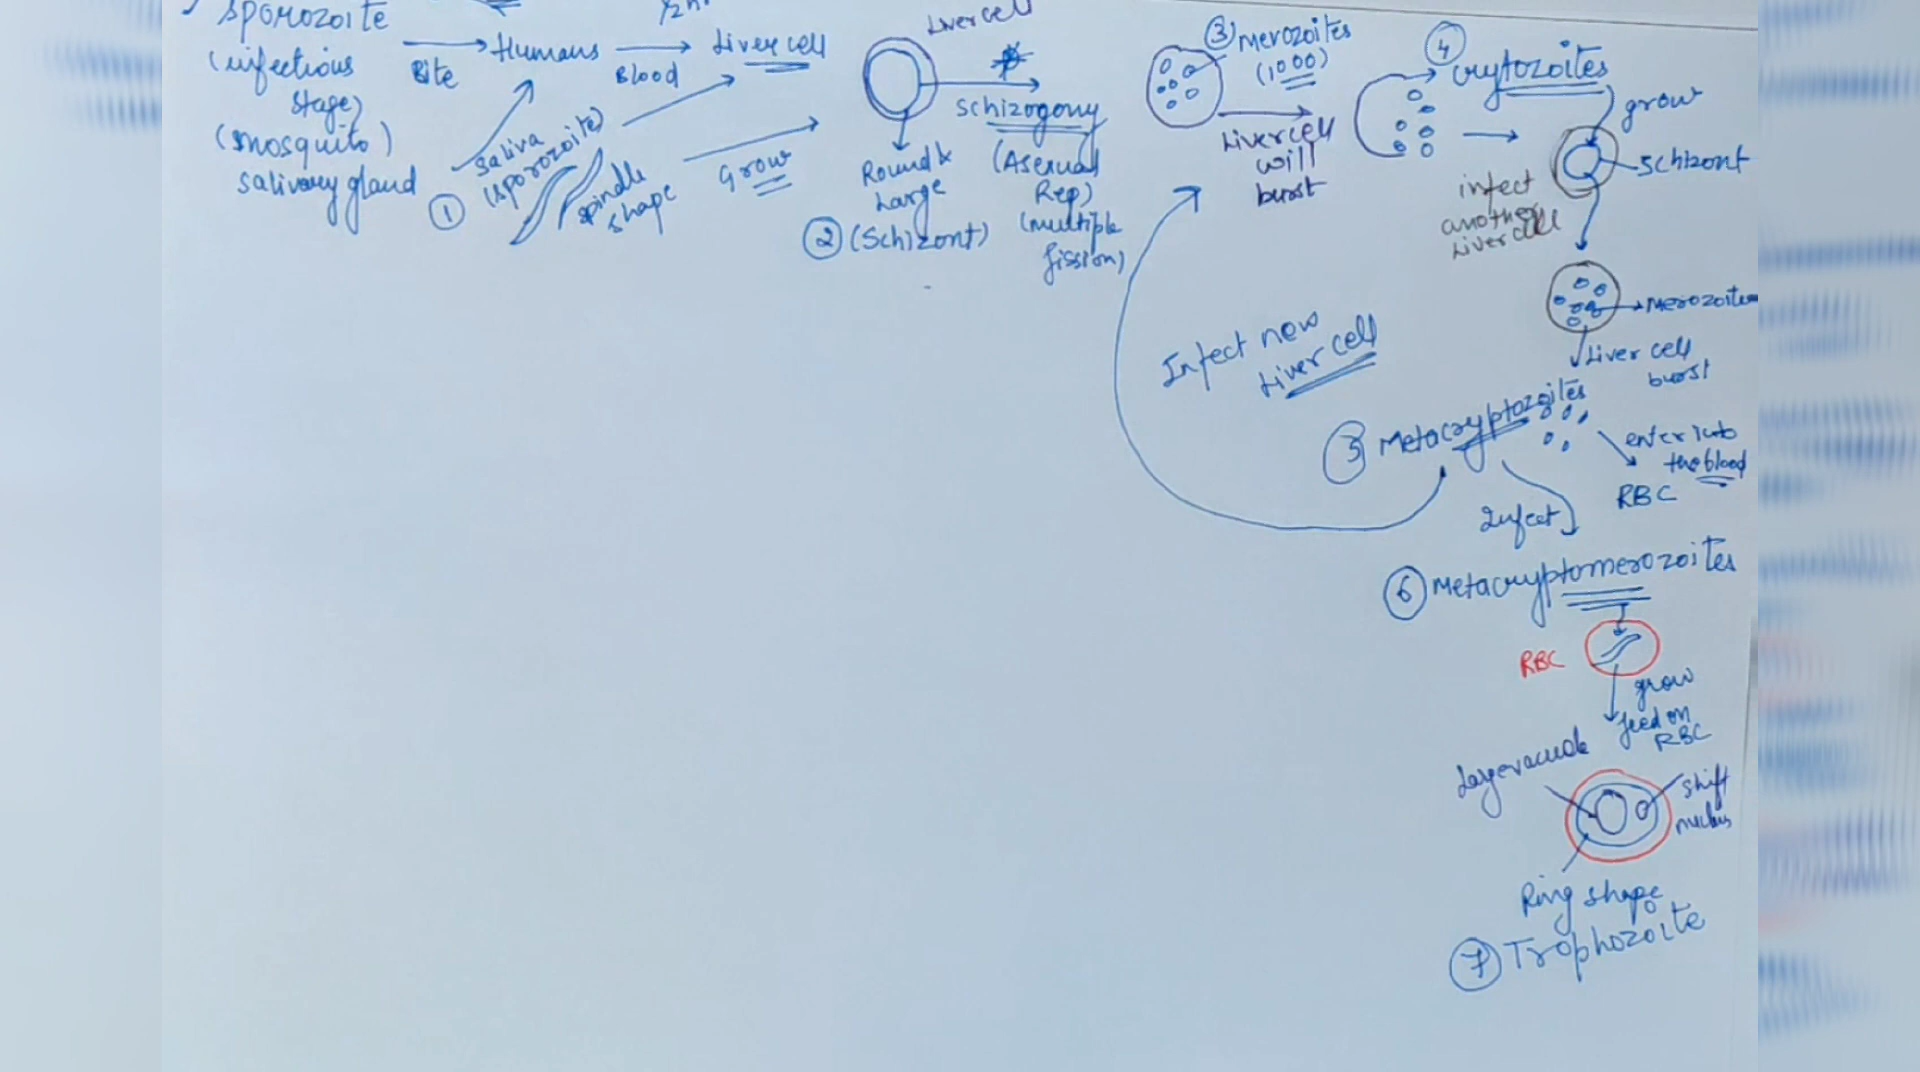 sporozoite
(infectious
stage)
(mosquito)
salivary gland
Bite
Humans
Blood
Liver cell
① Saliva
(sporozoite)
spindle
shape
Grow
Liver cell
Round &
Large
② (Schizont)
schizogony
(Asexual
Rep)
(multiple
fission)
③ merozoites
(1000)
Liver cell
will
burst
④ crytozoites
grow
schizont
infect
another
Liver cell
Merozoites
Liver cell
burst
Infect new
Liver cell
⑤ Metacryptozoites
enter into
the blood
RBC
Infect
⑥ Metacryptomerozoites
RBC
grow
feed on
RBC
Large vacuole
shift
nucleus
Ring shape
⑦ Trophozoite